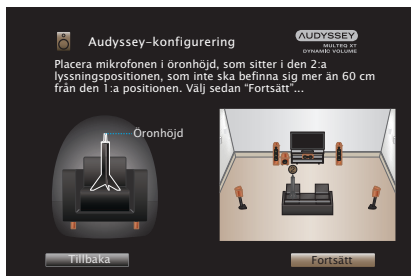 Audyssey-konfigurering
AUDYSSEY
MULTEQ XT
DYNAMIC VOLUME
Placera mikrofonen i öronhöjd, som sitter i den 2:a
lyssningspositionen, som inte ska befinna sig mer än 60 cm
från den 1:a positionen. Välj sedan "Fortsätt"...
Öronhöjd
Tillbaka
Fortsätt